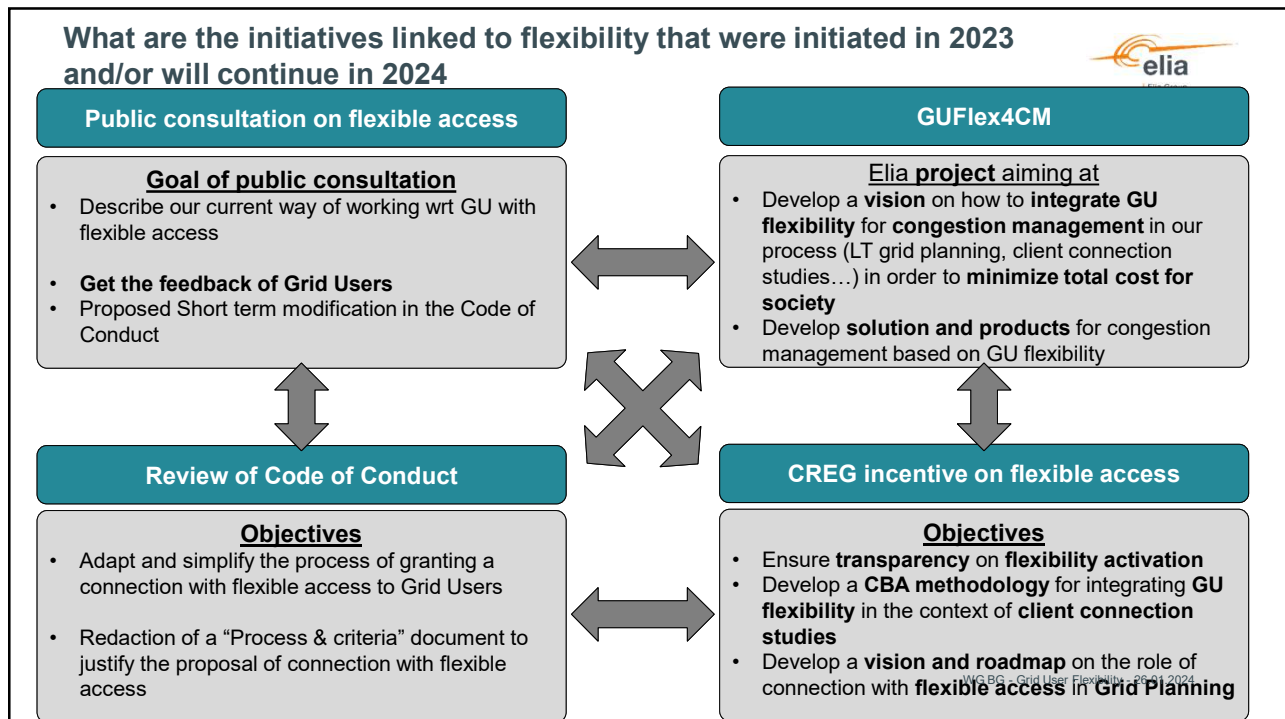 What are the initiatives linked to flexibility that were initiated in 2023
and/or will continue in 2024
elia
Public consultation on flexible access
Goal of public consultation
• Describe our current way of working wrt GU with
flexible access
• Get the feedback of Grid Users
• Proposed Short term modification in the Code of
Conduct
GUFlex4CM
Elia project aiming at
• Develop a vision on how to integrate GU
flexibility for congestion management in our
process (LT grid planning, client connection
studies…) in order to minimize total cost for
society
• Develop solution and products for congestion
management based on GU flexibility
Review of Code of Conduct
Objectives
• Adapt and simplify the process of granting a
connection with flexible access to Grid Users
• Redaction of a “Process & criteria” document to
justify the proposal of connection with flexible
access
CREG incentive on flexible access
Objectives
• Ensure transparency on flexibility activation
• Develop a CBA methodology for integrating GU
flexibility in the context of client connection
studies
• Develop a vision and roadmap on the role of
connection with flexible access in Grid Planning
WG BG - Grid User Flexibility - 26.01.2024